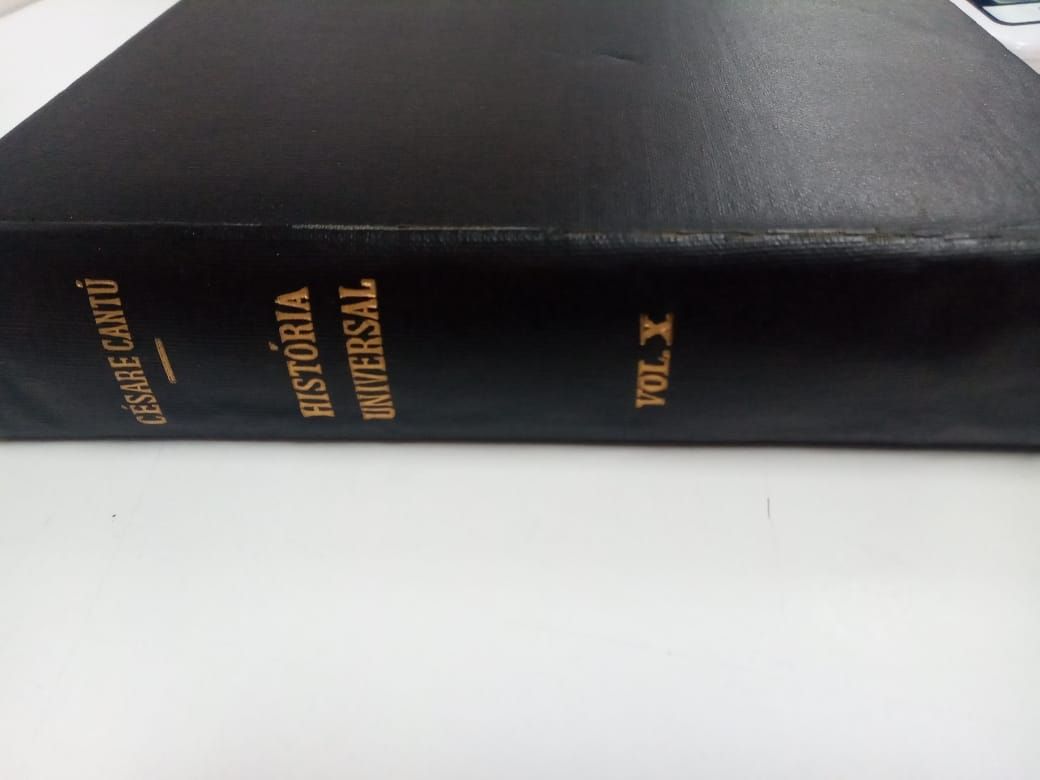 CÉSARE CANTÚ
HISTÓRIA
UNIVERSAL
VOL. X